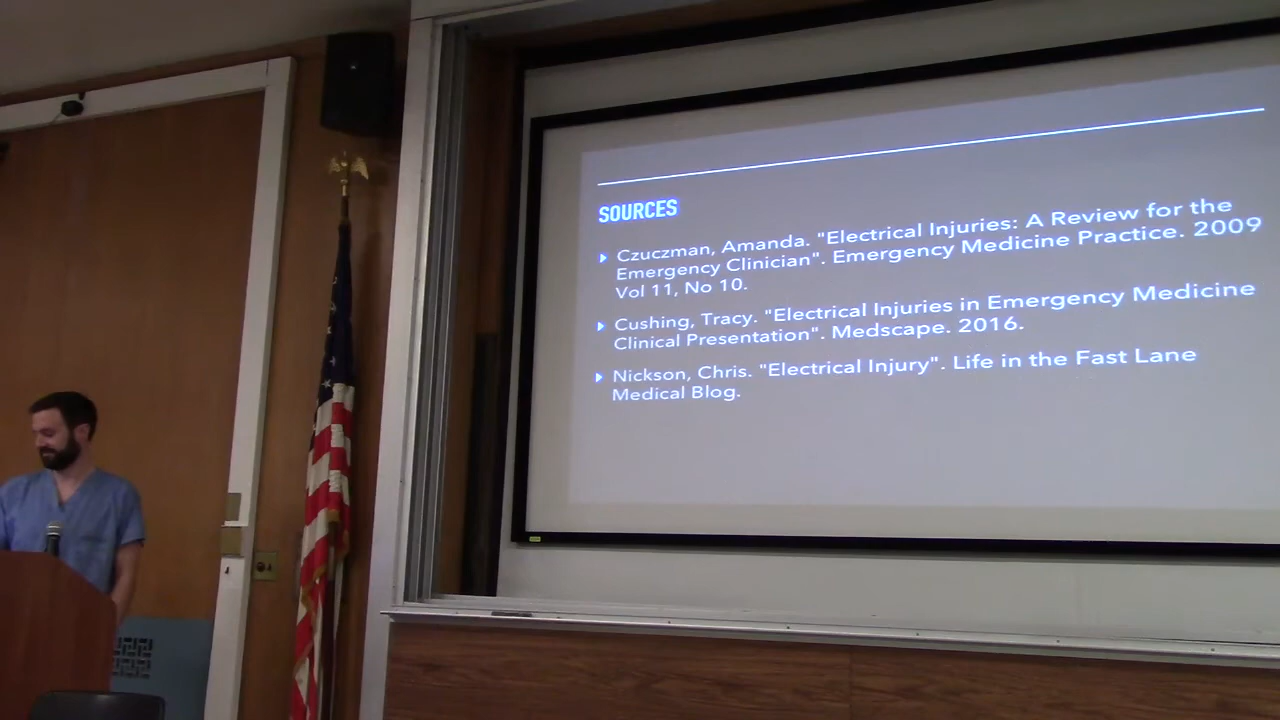 SOURCES
Czuczman, Amanda. "Electrical Injuries: A Review for the
Emergency Clinician". Emergency Medicine Practice. 2009
Vol 11, No 10.
Cushing, Tracy. "Electrical Injuries in Emergency Medicine
Clinical Presentation". Medscape. 2016.
Nickson, Chris. "Electrical Injury". Life in the Fast Lane
Medical Blog.